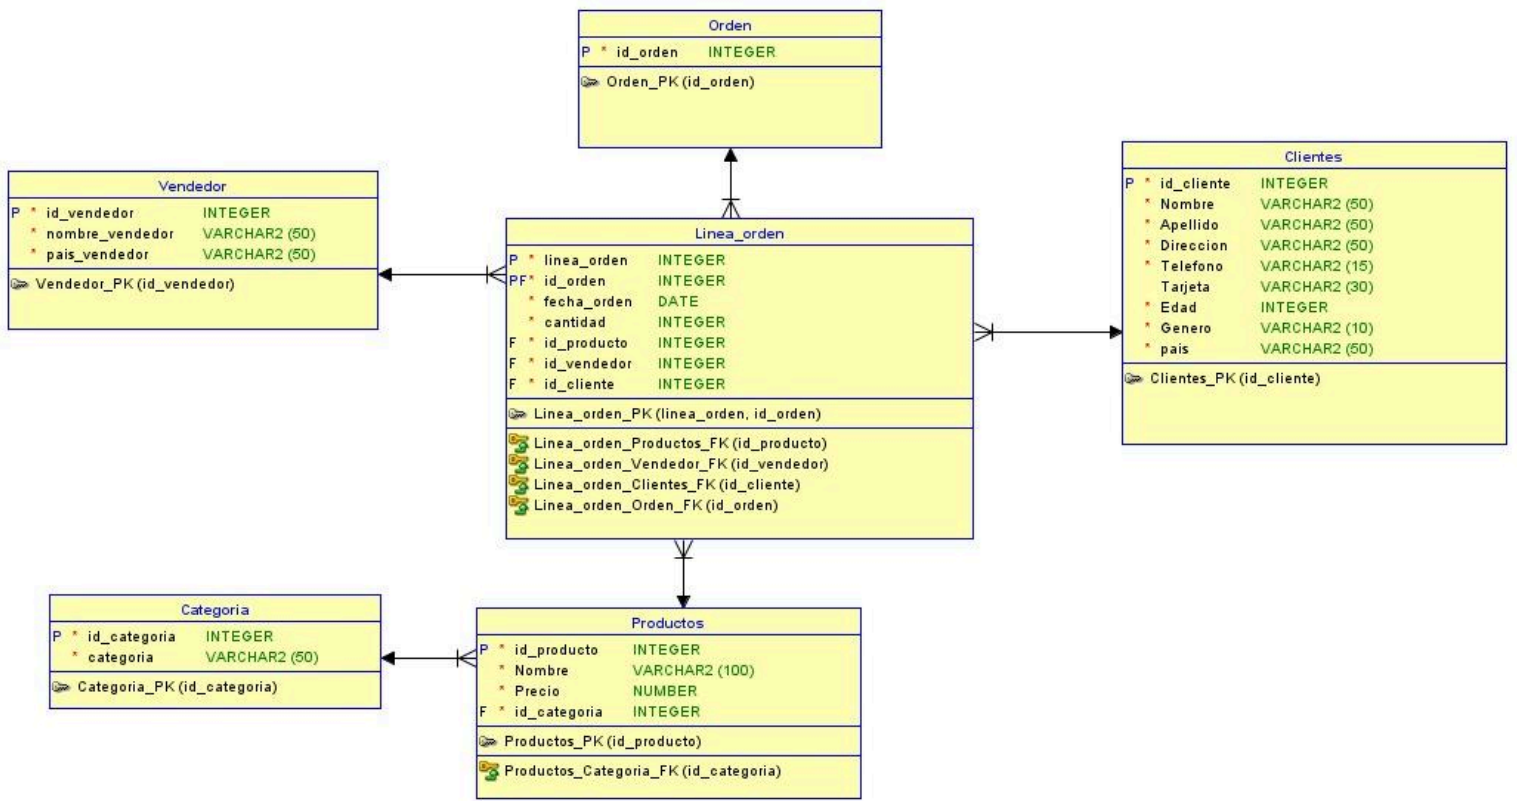 Orden
P * id_orden INTEGER
Orden_PK (id_orden)
Vendedor
P * id_vendedor INTEGER
* nombre_vendedor VARCHAR2 (50)
* pais_vendedor VARCHAR2 (50)
Vendedor_PK (id_vendedor)
Linea_orden
P * linea_orden INTEGER
PF* id_orden INTEGER
* fecha_orden DATE
* cantidad INTEGER
F * id_producto INTEGER
F * id_vendedor INTEGER
F * id_cliente INTEGER
Linea_orden_PK (linea_orden, id_orden)
Linea_orden_Productos_FK (id_producto)
Linea_orden_Vendedor_FK (id_vendedor)
Linea_orden_Clientes_FK (id_cliente)
Linea_orden_Orden_FK (id_orden)
Clientes
P * id_cliente INTEGER
* Nombre VARCHAR2 (50)
* Apellido VARCHAR2 (50)
* Direccion VARCHAR2 (50)
* Telefono VARCHAR2 (15)
Tarjeta VARCHAR2 (30)
* Edad INTEGER
* Genero VARCHAR2 (10)
* pais VARCHAR2 (50)
Clientes_PK (id_cliente)
Categoria
P * id_categoria INTEGER
* categoria VARCHAR2 (50)
Categoria_PK (id_categoria)
Productos
P * id_producto INTEGER
* Nombre VARCHAR2 (100)
* Precio NUMBER
F * id_categoria INTEGER
Productos_PK (id_producto)
Productos_Categoria_FK (id_categoria)